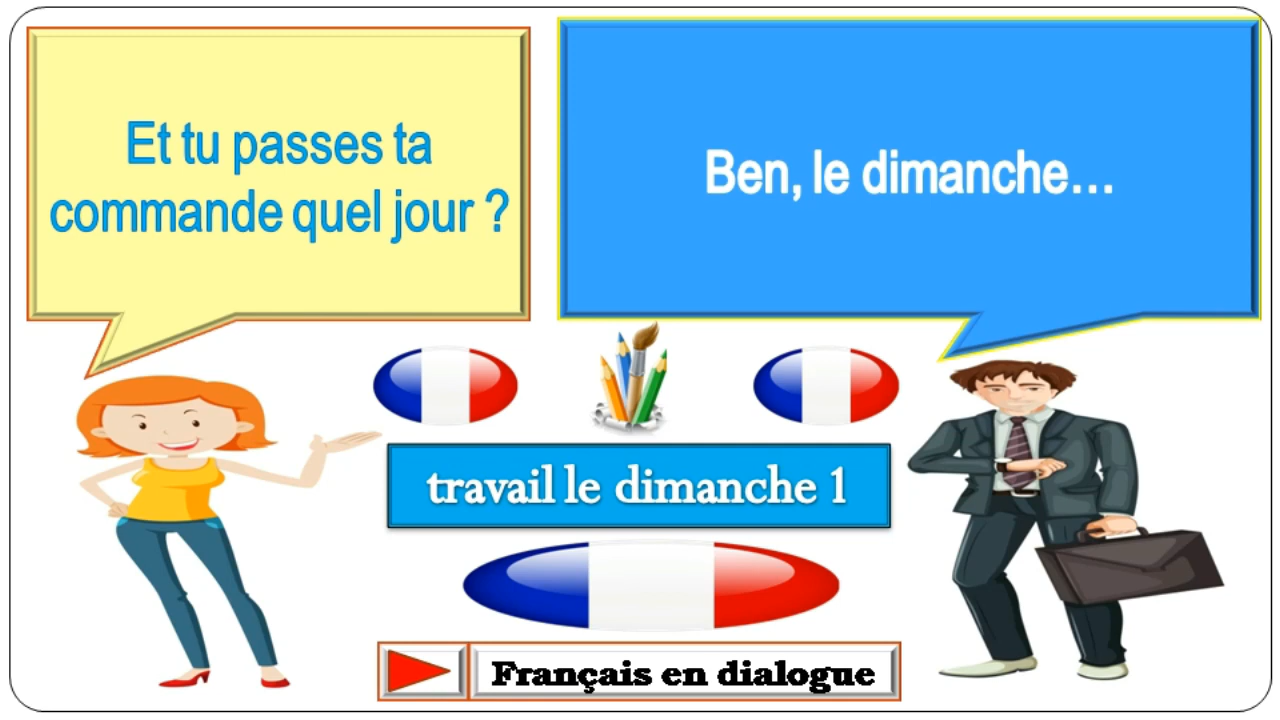 Et tu passes ta
commande quel jour ?
Ben, le dimanche...
travail le dimanche 1
Français en dialogue